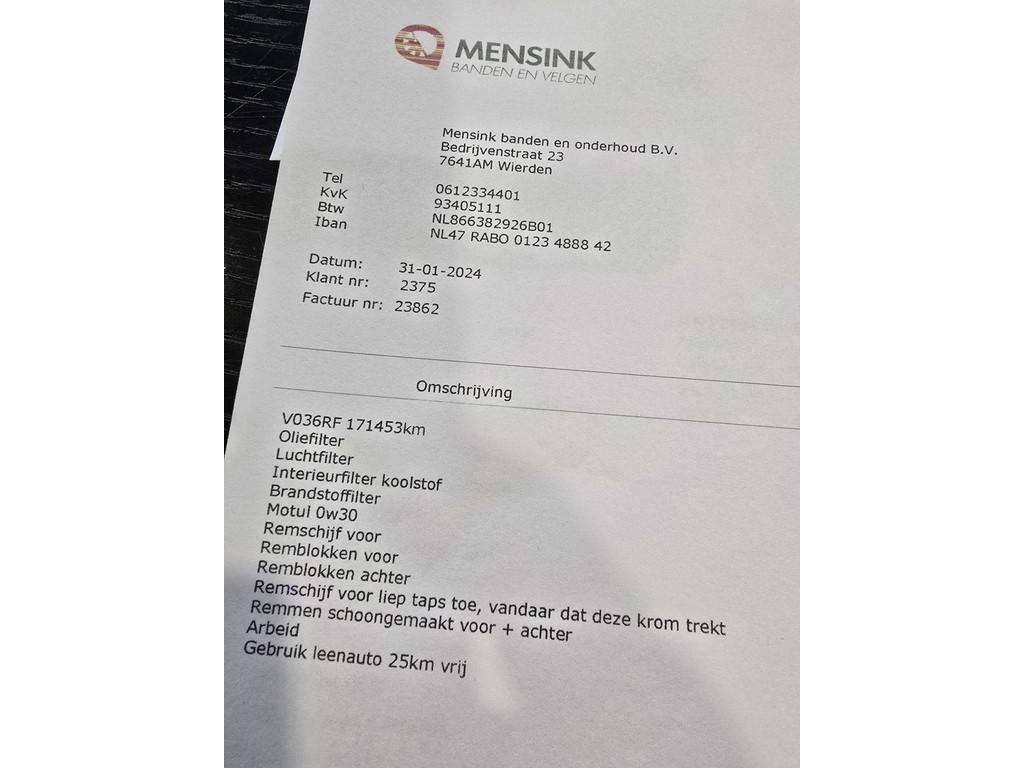 MENSINK
BANDEN EN VELGEN
Mensink banden en onderhoud B.V.
Bedrijvenstraat 23
7641AM Wierden
Tel 0612334401
KvK 93405111
Btw NL866382926B01
Iban NL47 RABO 0123 4888 42
Datum: 31-01-2024
Klant nr: 2375
Factuur nr: 23862
Omschrijving
V036RF 171453km
Oliefilter
Luchtfilter
Interieurfilter koolstof
Brandstoffilter
Motul 0w30
Remschijf voor
Remblokken voor
Remblokken achter
Remschijf voor liep taps toe, vandaar dat deze krom trekt
Remmen schoongemaakt voor + achter
Arbeid
Gebruik leenauto 25km vrij